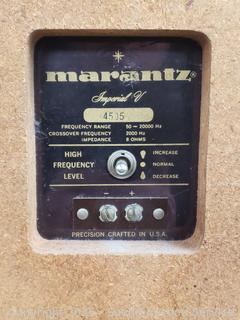 marantz
Imperial V
4505
FREQUENCY RANGE 50 - 20000 Hz
CROSSOVER FREQUENCY 2000 Hz
IMPEDANCE 8 OHMS
HIGH FREQUENCY LEVEL
INCREASE
NORMAL
DECREASE
- +
PRECISION CRAFTED IN U.S.A.